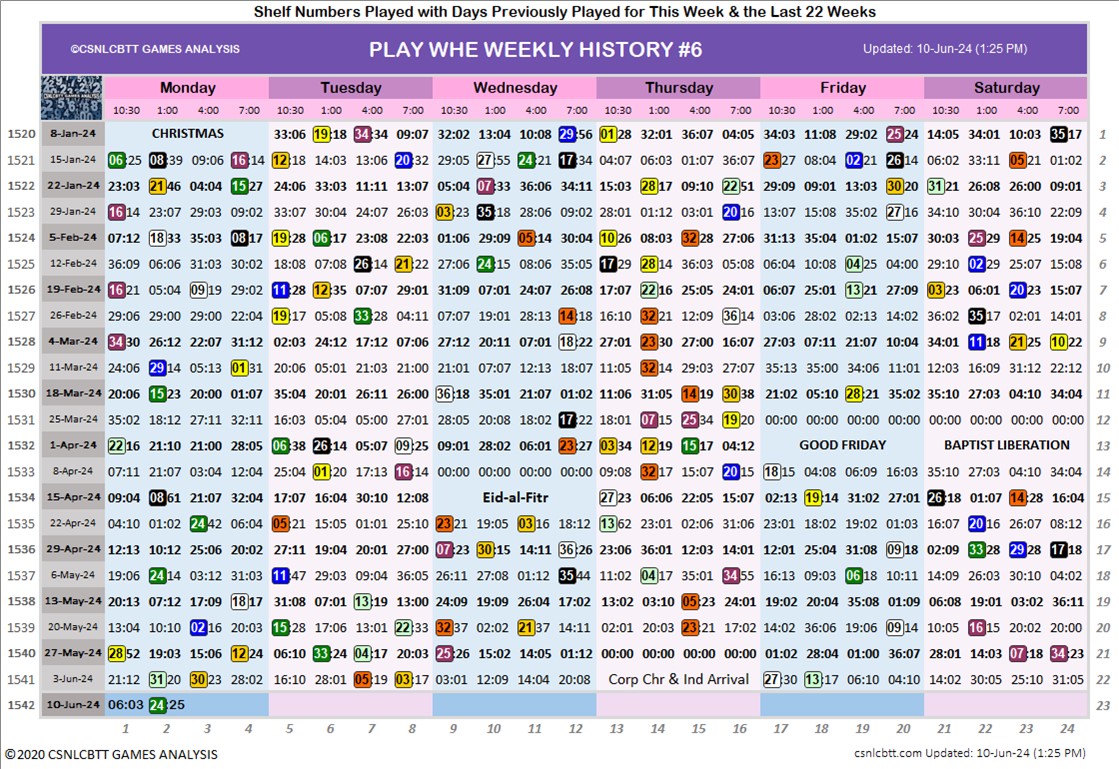 Shelf Numbers Played with Days Previously Played for This Week & the Last 22 Weeks
©CSNLCBTT GAMES ANALYSIS PLAY WHE WEEKLY HISTORY #6 Updated: 10-Jun-24 (1:25 PM)
Monday Tuesday Wednesday Thursday Friday Saturday
10:30 1:00 4:00 7:00 10:30 1:00 4:00 7:00 10:30 1:00 4:00 7:00 10:30 1:00 4:00 7:00 10:30 1:00 4:00 7:00 10:30 1:00 4:00 7:00
1520 8-Jan-24 CHRISTMAS 33:06 19:18 34:34 09:07 32:02 13:04 10:08 29:56 01:28 32:01 36:07 04:05 34:03 11:08 29:02 25:24 14:05 34:01 10:03 35:17 1
1521 15-Jan-24 06:25 08:39 09:06 16:14 12:18 14:03 13:06 20:32 29:05 27:55 24:21 17:34 04:07 06:03 01:07 36:07 23:27 08:04 02:21 26:14 06:02 33:11 05:21 01:02 2
1522 22-Jan-24 23:03 21:46 04:04 15:27 24:06 33:03 11:11 13:07 05:04 07:33 36:06 34:11 15:03 28:17 09:10 22:51 29:09 09:01 13:03 30:20 31:21 26:08 26:00 09:01 3
1523 29-Jan-24 16:14 23:07 29:03 09:02 33:07 30:04 24:07 26:03 03:23 35:18 28:06 09:02 28:01 01:12 03:01 20:16 13:07 15:08 35:02 27:16 34:10 30:04 36:10 22:09 4
1524 5-Feb-24 07:12 18:33 35:03 08:17 19:28 06:17 23:08 22:03 01:06 29:09 05:14 30:04 10:26 08:03 32:28 27:06 31:13 35:04 01:02 15:07 30:03 25:29 14:25 19:04 5
1525 12-Feb-24 36:09 06:06 31:03 30:02 18:08 07:08 26:14 21:22 27:06 24:15 08:06 35:05 17:29 28:14 36:03 05:08 06:04 10:08 04:25 04:00 29:10 02:29 25:07 15:08 6
1526 19-Feb-24 16:21 05:04 09:19 29:02 11:28 12:35 07:07 29:01 31:09 07:01 24:07 26:08 17:07 22:16 25:05 24:01 06:07 22:01 13:21 27:09 03:23 06:01 20:23 15:07 7
1527 26-Feb-24 29:06 29:00 29:00 22:04 19:17 05:08 33:28 04:11 07:07 19:01 28:13 14:18 16:10 32:21 12:09 36:14 03:06 28:02 02:13 14:02 36:02 35:17 02:01 14:01 8
1528 4-Mar-24 34:30 26:12 22:07 31:12 02:03 24:12 17:12 07:06 27:12 20:11 07:01 18:22 27:01 23:30 27:00 16:07 03:07 07:11 21:07 10:04 34:01 11:18 21:25 10:22 9
1529 11-Mar-24 24:06 29:14 05:13 01:31 20:06 05:01 21:03 21:00 21:01 07:07 12:13 18:07 11:05 32:14 29:03 27:07 35:13 35:00 34:06 11:01 12:03 16:09 31:12 22:12 10
1530 18-Mar-24 20:06 15:23 20:00 01:07 35:04 20:01 26:11 26:00 36:18 35:01 21:07 01:02 11:06 31:05 14:19 30:38 21:02 05:10 28:21 35:02 35:10 27:03 04:10 34:04 11
1531 25-Mar-24 35:02 18:12 27:11 32:11 16:03 05:04 05:00 27:01 28:05 20:08 18:02 17:22 18:01 07:15 25:34 19:20 00:00 00:00 00:00 00:00 00:00 00:00 00:00 00:00 12
1532 1-Apr-24 22:16 21:10 21:00 28:05 06:38 26:14 05:07 09:25 09:01 28:02 06:01 23:27 03:34 12:19 15:17 04:12 GOOD FRIDAY BAPTIST LIBERATION 13
1533 8-Apr-24 07:11 21:07 03:04 12:04 25:04 01:20 17:13 16:14 00:00 00:00 00:00 00:00 09:08 32:17 15:07 20:15 18:15 04:08 06:09 16:03 35:10 27:03 04:10 34:04 14
1534 15-Apr-24 09:04 08:61 21:07 32:04 17:07 16:04 30:10 12:08 Eid-al-Fitr 27:23 06:06 22:05 15:07 02:13 19:14 31:02 27:01 26:18 01:07 14:28 16:04 15
1535 22-Apr-24 04:10 01:02 24:42 06:04 05:21 15:05 01:01 25:10 23:21 19:05 03:16 18:12 13:62 23:01 02:06 31:06 23:01 18:02 19:02 01:03 16:07 20:16 26:07 08:12 16
1536 29-Apr-24 12:13 10:12 25:06 20:02 27:11 19:04 20:01 27:00 07:23 30:15 14:11 36:26 23:06 36:01 12:03 14:01 12:01 25:04 31:08 09:18 02:09 33:28 29:28 17:18 17
1537 6-May-24 19:06 24:14 03:12 31:03 11:47 29:03 09:04 36:05 26:11 27:08 01:12 35:44 11:02 04:17 35:01 34:55 16:13 09:03 06:18 10:11 14:09 26:03 30:10 04:02 18
1538 13-May-24 20:13 07:12 17:09 18:17 31:08 07:01 13:19 13:00 24:09 19:09 26:04 17:02 13:02 03:10 05:23 24:01 19:02 20:04 35:08 01:09 06:08 19:01 03:02 36:11 19
1539 20-May-24 13:04 10:10 02:16 20:03 15:28 17:06 13:01 22:33 32:37 02:02 21:37 14:11 02:01 20:03 23:21 17:02 14:02 36:06 19:06 09:14 10:05 16:15 20:02 20:00 20
1540 27-May-24 28:52 19:03 15:06 12:24 06:10 33:24 04:17 20:03 25:26 15:02 14:05 01:12 00:00 00:00 00:00 00:00 01:02 28:04 01:00 36:07 28:01 14:03 07:18 34:23 21
1541 3-Jun-24 21:12 31:20 30:23 28:02 16:10 28:01 05:19 03:17 03:01 12:09 14:04 20:08 Corp Chr & Ind Arrival 27:30 13:17 06:10 04:10 14:02 30:05 25:10 31:05 22
1542 10-Jun-24 06:03 24:25 23
1 2 3 4 5 6 7 8 9 10 11 12 13 14 15 16 17 18 19 20 21 22 23 24
©2020 CSNLCBTT GAMES ANALYSIS csnlcbtt.com Updated: 10-Jun-24 (1:25 PM)